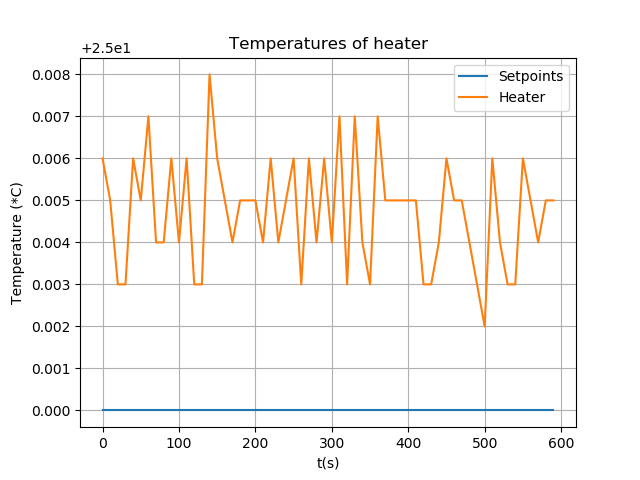 Temperatures of heater
+2.5e1
Setpoints
Heater
0.008
0.007
0.006
0.005
0.004
0.003
0.002
0.001
0.000
Temperature (*C)
0 100 200 300 400 500 600
t(s)